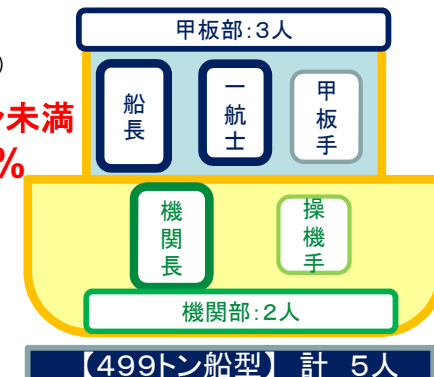 甲板部:3人
)
ン未満
%
船長
一航士
甲板手
機関長
操機手
機関部:2人
【499トン船型】 計 5人